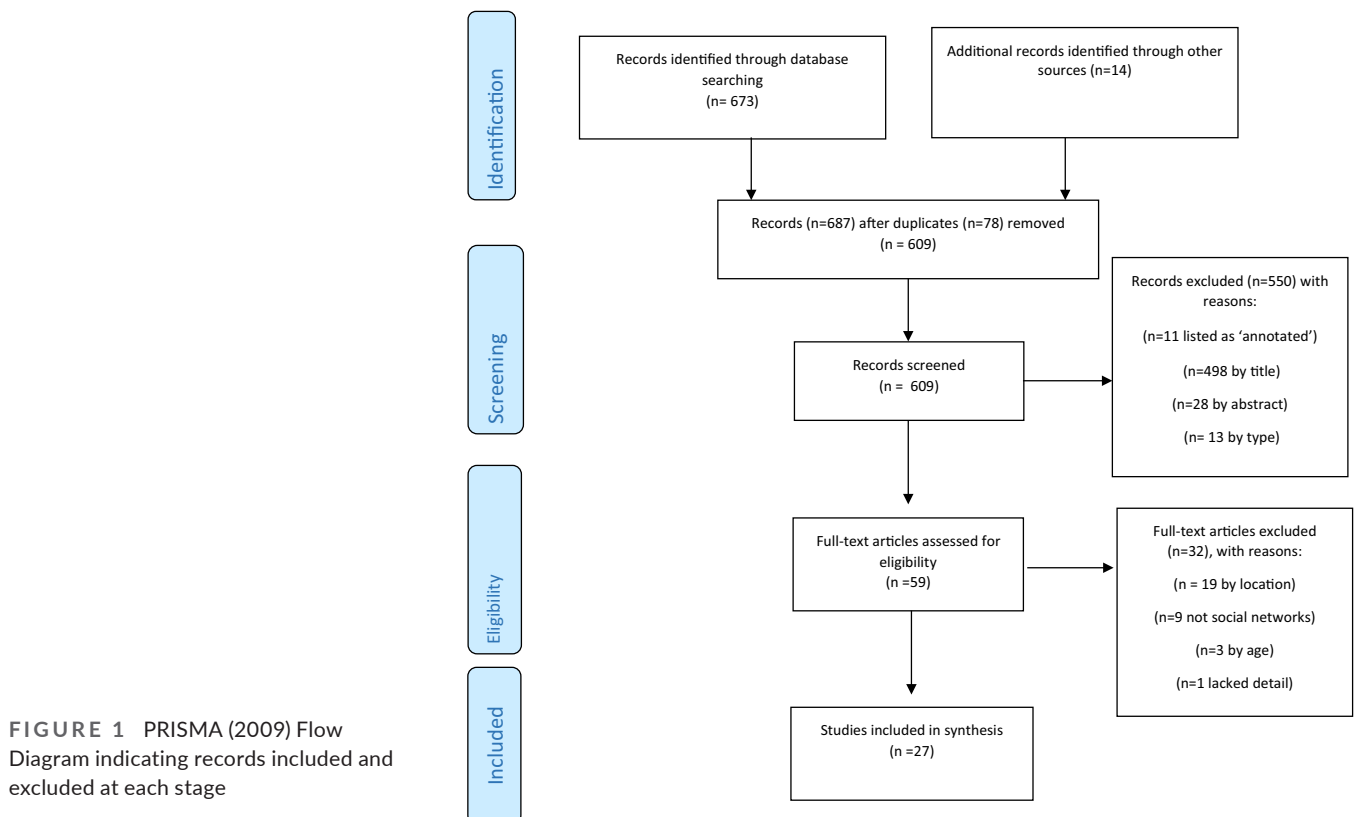 Identification
Records identified through database
searching
(n= 673)
Additional records identified through other
sources (n=14)
Records (n=687) after duplicates (n=78) removed
(n = 609)
Screening
Records screened
(n =  609)
Records excluded (n=550) with
reasons:
(n=11 listed as ‘annotated’)
(n=498 by title)
(n=28 by abstract)
(n= 13 by type)
Eligibility
Full-text articles assessed for
eligibility
(n =59)
Full-text articles excluded
(n=32), with reasons:
(n = 19 by location)
(n=9 not social networks)
(n=3 by age)
(n=1 lacked detail)
Included
Studies included in synthesis
(n =27)
FIGURE 1 PRISMA (2009) Flow
Diagram indicating records included and
excluded at each stage